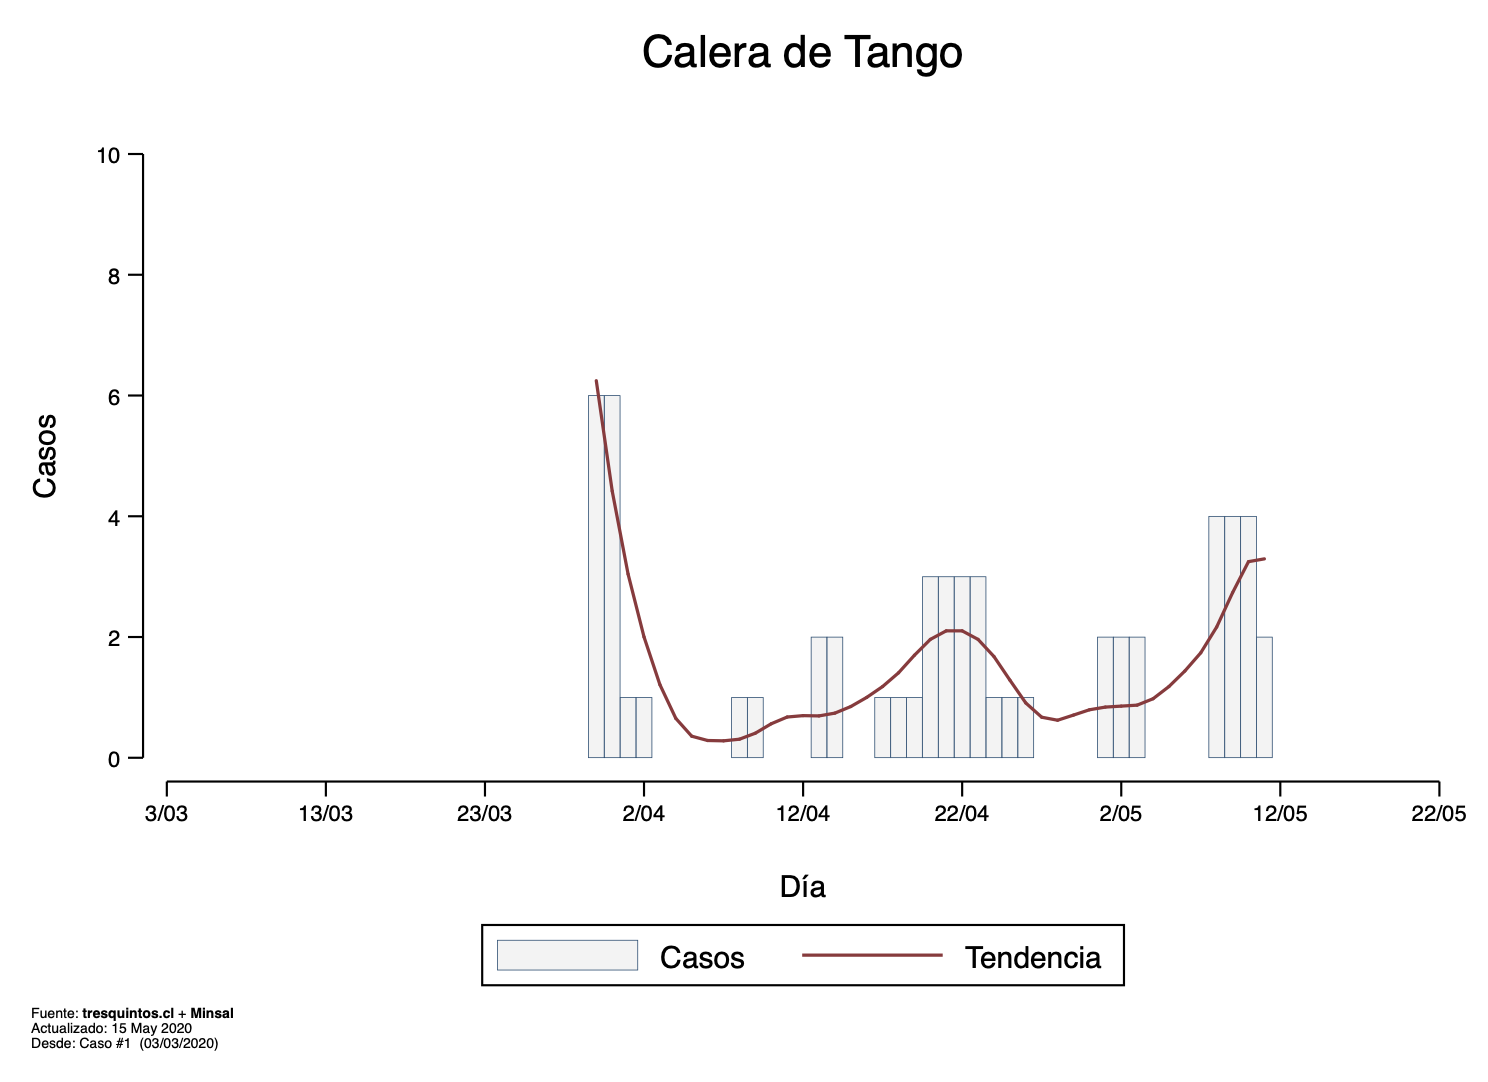 Calera de Tango
10
8
6
4
2
0
Casos
3/03 13/03 23/03 2/04 12/04 22/04 2/05 12/05 22/05
Día
Casos Tendencia
Fuente: tresquintos.cl + Minsal
Actualizado: 15 May 2020
Desde: Caso #1 (03/03/2020)